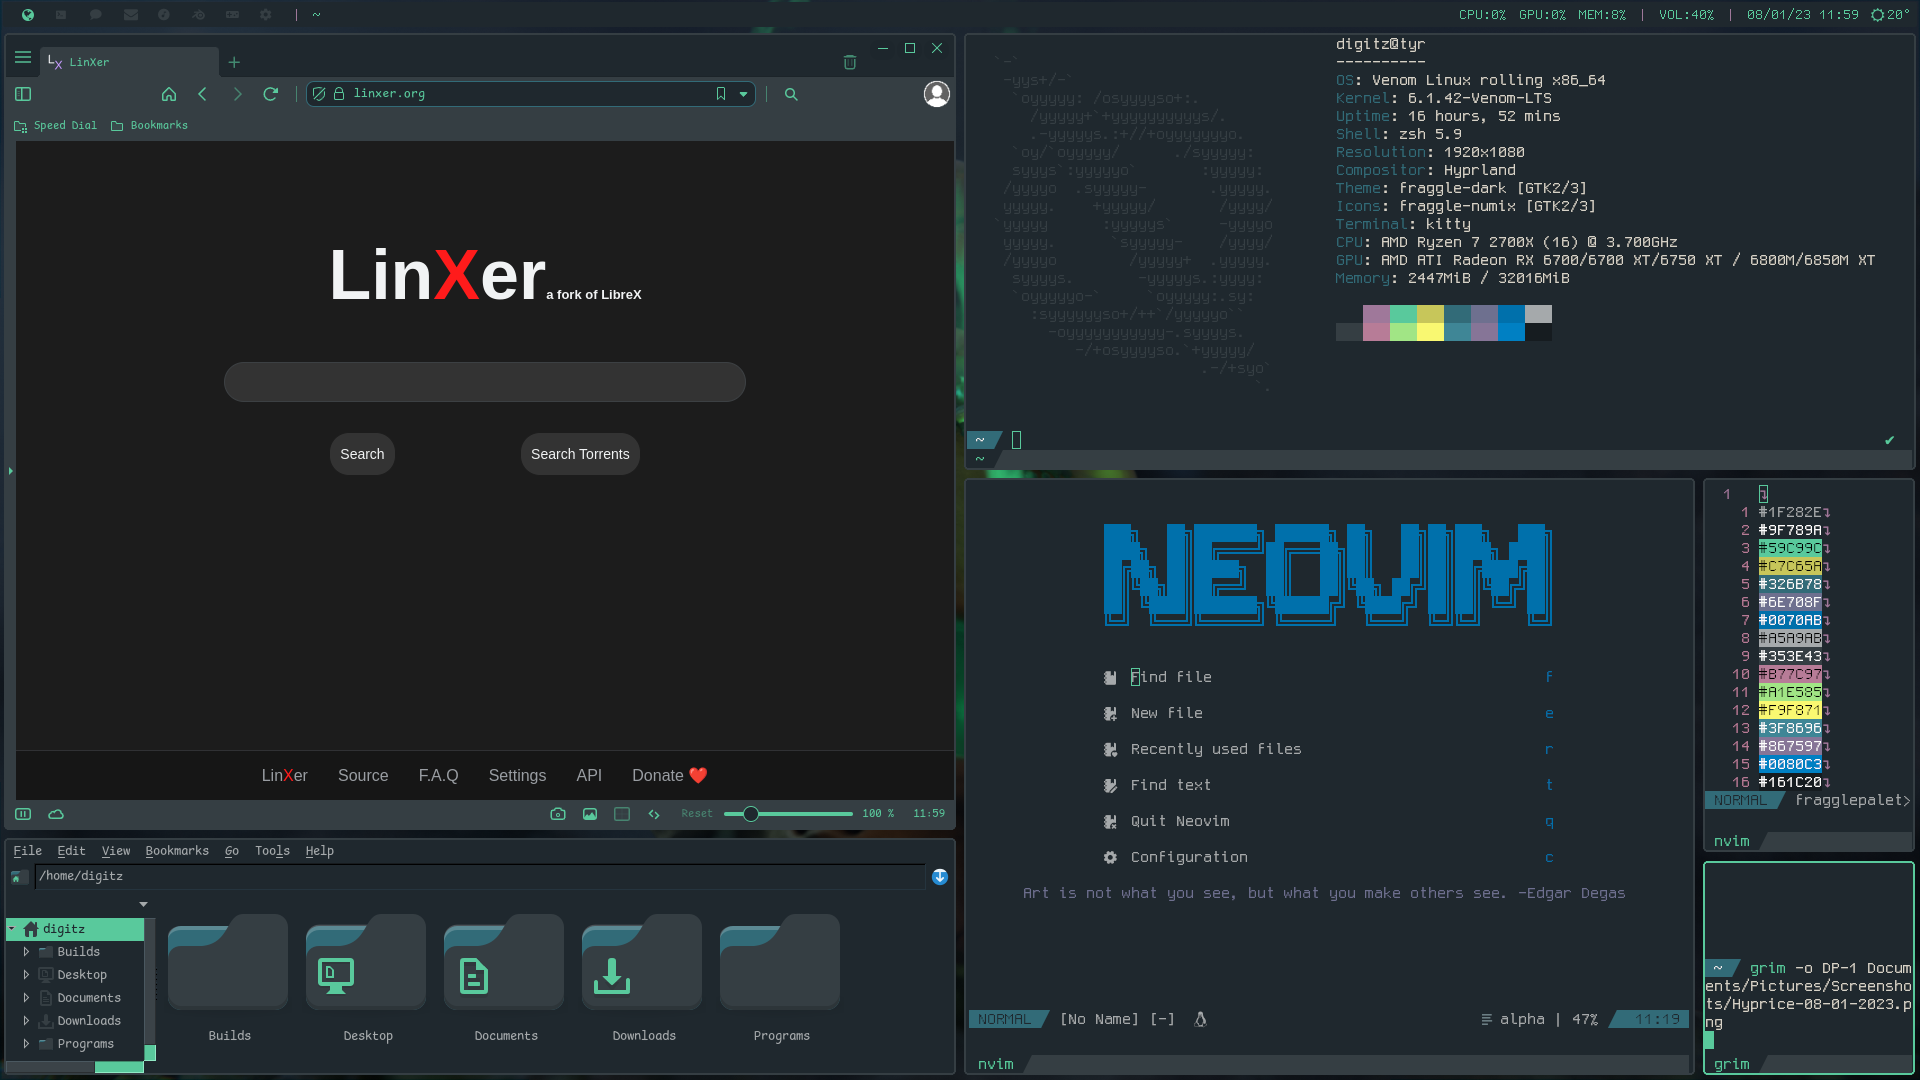 ~
CPU:0% GPU:0% MEM:8% | VOL:40% | 08/01/23 11:59 20°
LinXer
linxer.org
Speed Dial Bookmarks
LinXer a fork of LibreX
Search Search Torrents
LinXer Source F.A.Q Settings API Donate ❤️
Reset 100 % 11:59
File Edit View Bookmarks Go Tools Help
/home/digitz
digitz
Builds
Desktop
Documents
Downloads
Programs
Builds Desktop Documents Downloads Programs
digitz@tyr
----------
OS: Venom Linux rolling x86_64
Kernel: 6.1.42-Venom-LTS
Uptime: 16 hours, 52 mins
Shell: zsh 5.9
Resolution: 1920x1080
Compositor: Hyprland
Theme: fraggle-dark [GTK2/3]
Icons: fraggle-numix [GTK2/3]
Terminal: kitty
CPU: AMD Ryzen 7 2700X (16) @ 3.700GHz
GPU: AMD ATI Radeon RX 6700/6700 XT/6750 XT / 6800M/6850M XT
Memory: 2447MiB / 32016MiB
~ ✔
~
NEOVIM
Find file f
New file e
Recently used files r
Find text t
Quit Neovim q
Configuration c
Art is not what you see, but what you make others see. -Edgar Degas
NORMAL [No Name] [-] alpha | 47% 11:19
nvim
1
1 #1F282E
2 #9F789A
3 #59C99C
4 #C7C65A
5 #326B78
6 #6E708F
7 #0070AB
8 #A5A9AB
9 #353E43
10 #B77C97
11 #A1E585
12 #F9F871
13 #3F8696
14 #867597
15 #0080C3
16 #161C20
NORMAL fragglepalet>
nvim
~ grim -o DP-1 Docum
ents/Pictures/Screensho
ts/Hyprice-08-01-2023.p
ng
grim